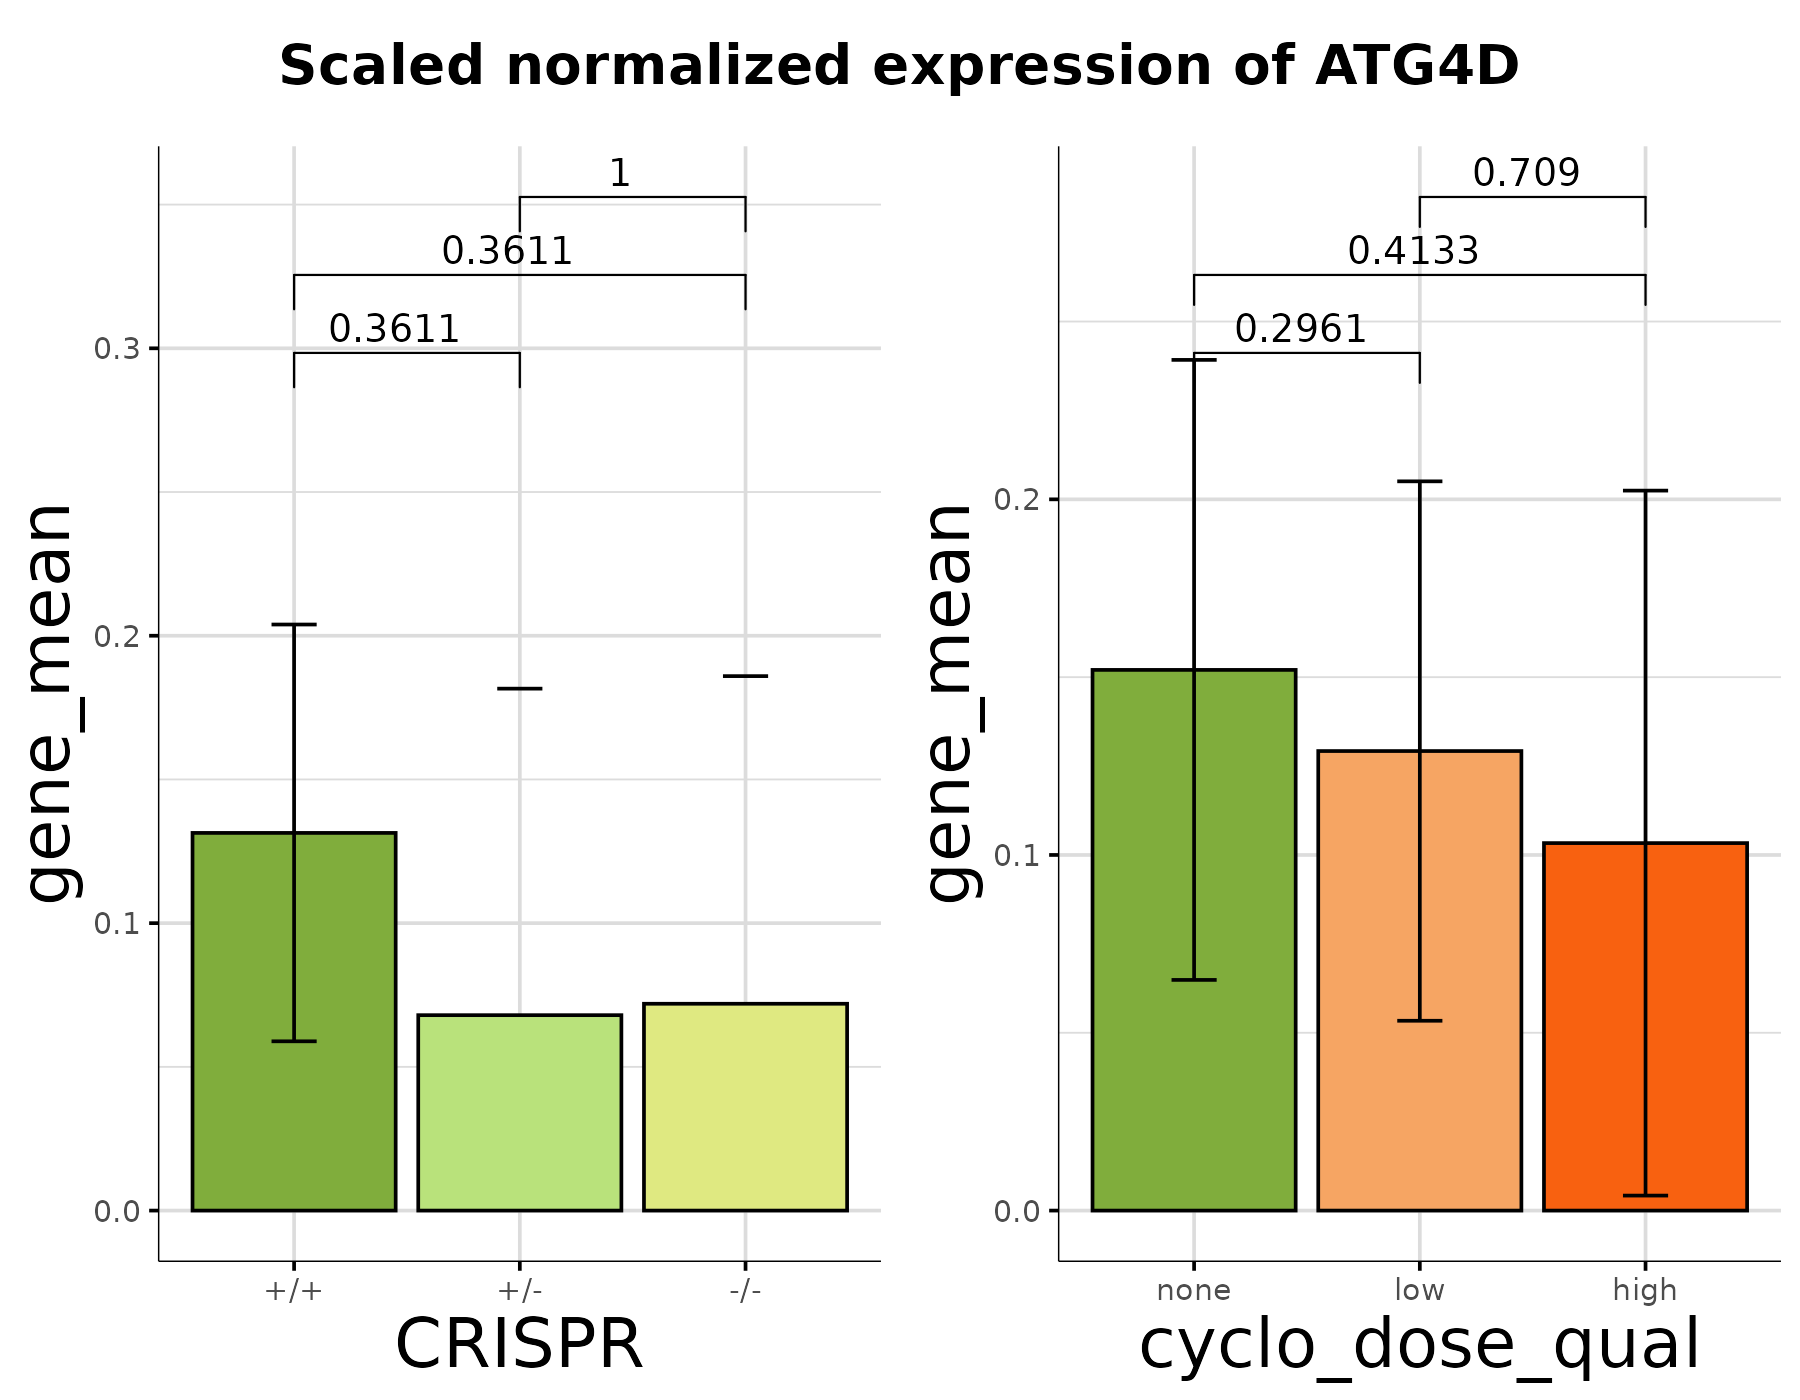 Scaled normalized expression of ATG4D
gene_mean
0.3
0.2
0.1
0.0
1
0.3611
0.3611
+/+ +/- -/-
CRISPR
gene_mean
0.2
0.1
0.0
0.709
0.4133
0.2961
none low high
cyclo_dose_qual